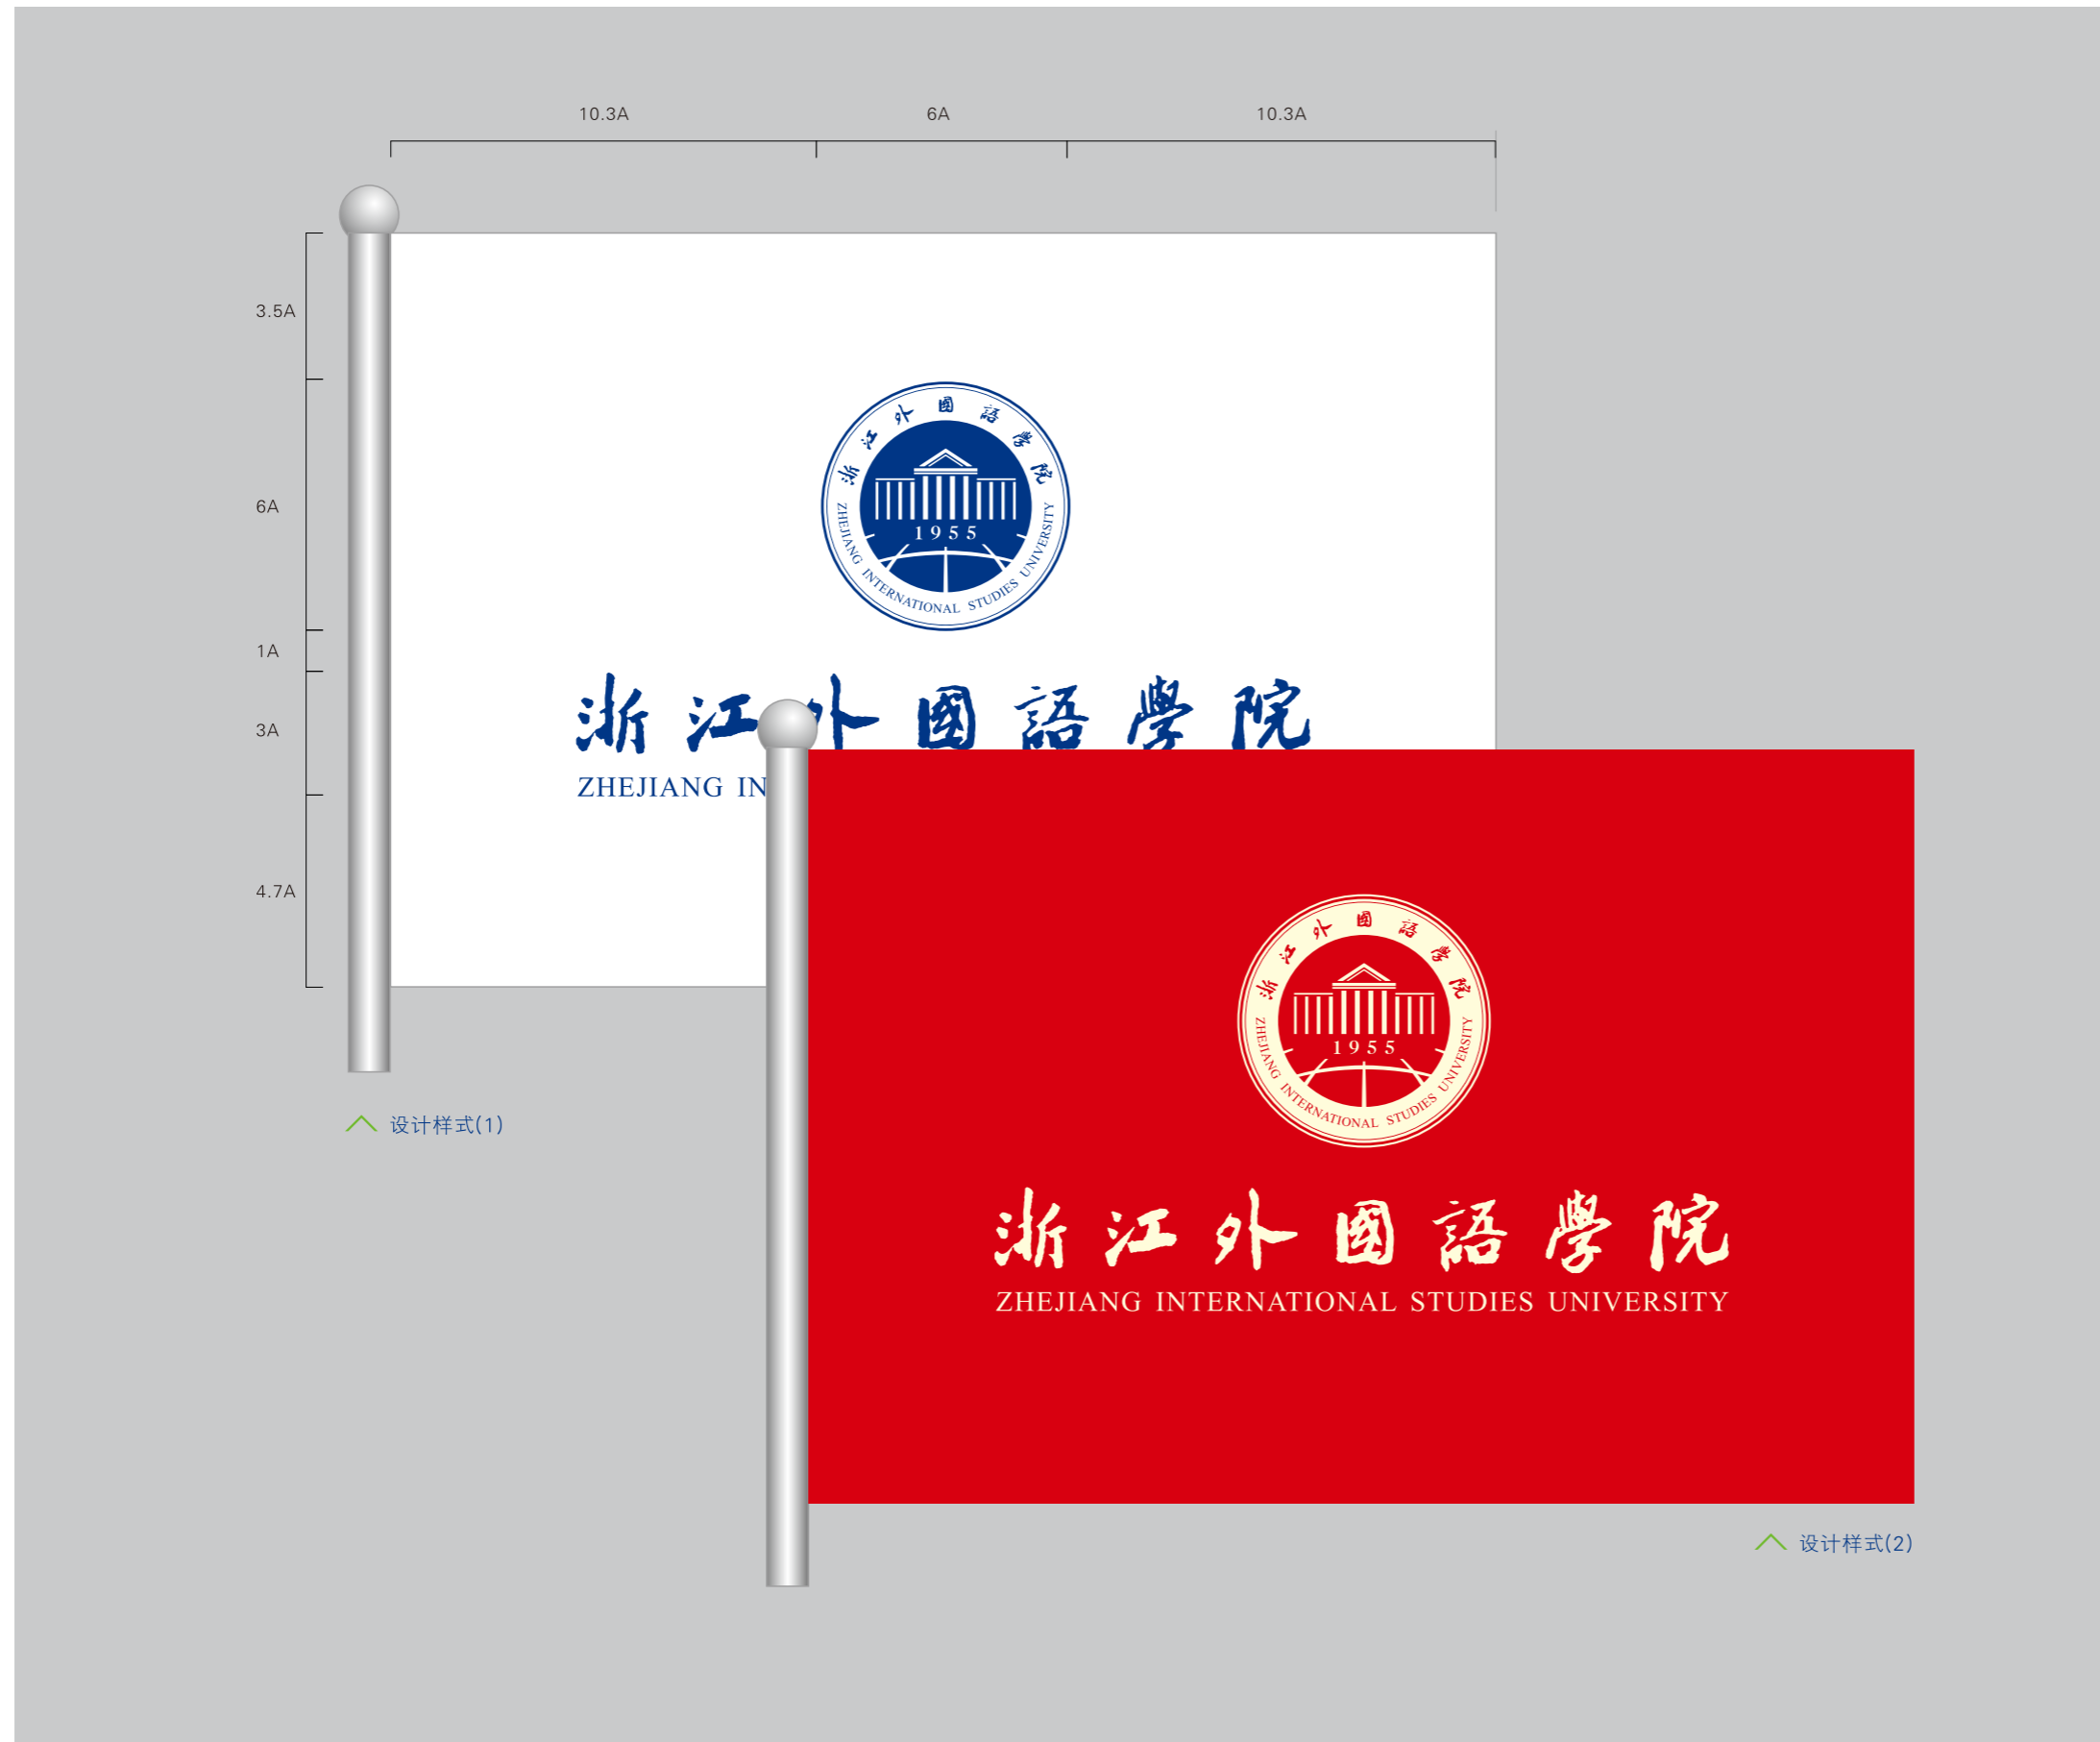 10.3A 6A 10.3A
3.5A
6A
1A
3A
4.7A
浙江外國語學院
1955
ZHEJIANG INTERNATIONAL STUDIES UNIVERSITY
浙江外國語學院
ZHEJIANG IN
设计样式(1)
浙江外國語學院
1955
ZHEJIANG INTERNATIONAL STUDIES UNIVERSITY
浙江外國語學院
ZHEJIANG INTERNATIONAL STUDIES UNIVERSITY
设计样式(2)